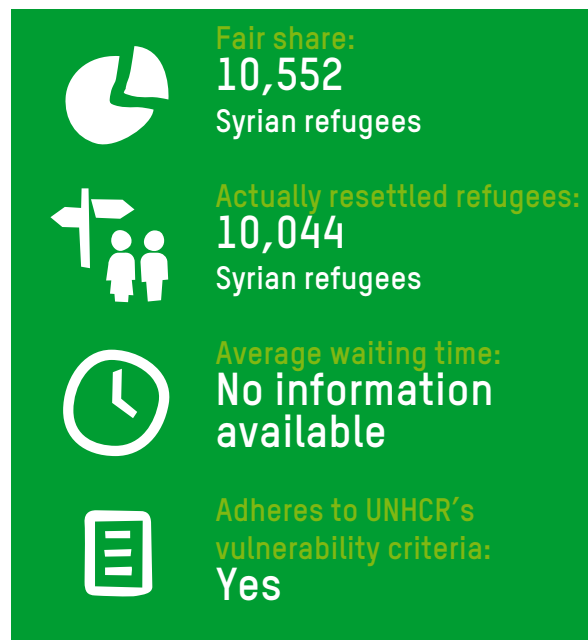 Fair share:
10,552
Syrian refugees
Actually resettled refugees:
10,044
Syrian refugees
Average waiting time:
No information
available
Adheres to UNHCR’s
vulnerability criteria:
Yes